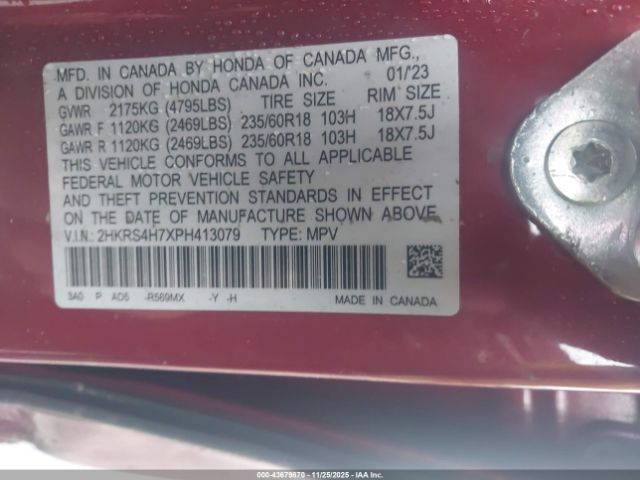 MFD. IN CANADA BY HONDA OF CANADA MFG.,
A DIVISION OF HONDA CANADA INC. 01/'23
GVWR 2175KG (4795LBS) TIRE SIZE RIM SIZE
GAWR F 1120KG (2469LBS) 235/60R18 103H 18X7.5J
GAWR R 1120KG (2469LBS) 235/60R18 103H 18X7.5J
THIS VEHICLE CONFORMS TO ALL APPLICABLE
FEDERAL MOTOR VEHICLE SAFETY
AND THEFT PREVENTION STANDARDS IN EFFECT
ON THE DATE OF MANUFACTURE SHOWN ABOVE.
V.I.N.: 2HKRS4H7XPH413079 TYPE: MPV
3A0 P AD5 -R569MX -Y -H
MADE IN CANADA
000-43679670 - 11/25/2025 - IAAI, Inc.